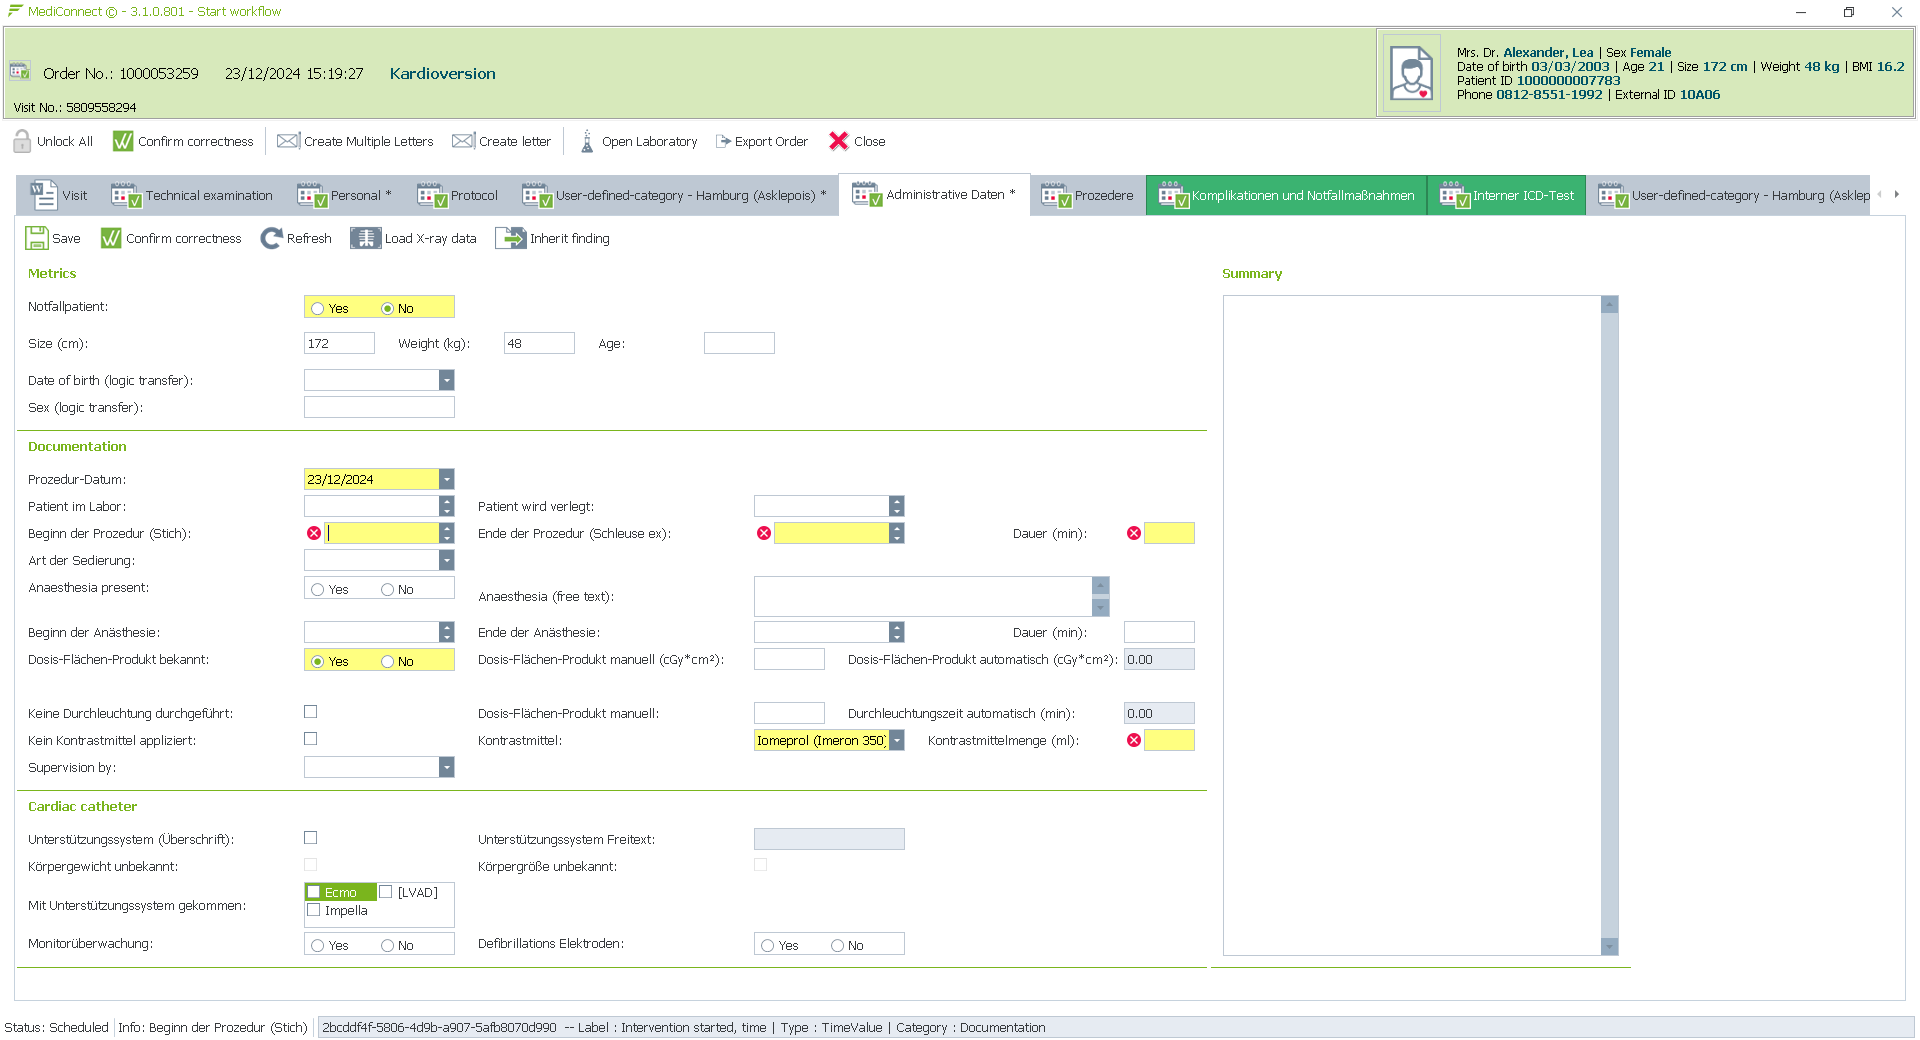 MediConnect © - 3.1.0.801 - Start workflow
Order No.: 1000053259 23/12/2024 15:19:27 Kardioversion
Visit No.: 5809558294
Mrs. Dr. Alexander, Lea | Sex Female
Date of birth 03/03/2003 | Age 21 | Size 172 cm | Weight 48 kg | BMI 16.2
Patient ID 1000000007783
Phone 0812-8551-1992 | External ID 10A06
Unlock All Confirm correctness Create Multiple Letters Create letter Open Laboratory Export Order Close
Visit Technical examination Personal * Protocol User-defined-category - Hamburg (Asklepois) * Administrative Daten * Prozedere Komplikationen und Notfallmaßnahmen Interner ICD-Test User-defined-category - Hamburg (Asklep
Save Confirm correctness Refresh Load X-ray data Inherit finding
Metrics
Notfallpatient: Yes No
Size (cm): 172 Weight (kg): 48 Age:
Date of birth (logic transfer):
Sex (logic transfer):
Documentation
Prozedur-Datum: 23/12/2024
Patient im Labor: Patient wird verlegt:
Beginn der Prozedur (Stich): Ende der Prozedur (Schleuse ex): Dauer (min):
Art der Sedierung:
Anaesthesia present: Yes No Anaesthesia (free text):
Beginn der Anästhesie: Ende der Anästhesie: Dauer (min):
Dosis-Flächen-Produkt bekannt: Yes No Dosis-Flächen-Produkt manuell (cGy*cm²): Dosis-Flächen-Produkt automatisch (cGy*cm²): 0.00
Keine Durchleuchtung durchgeführt: Dosis-Flächen-Produkt manuell: Durchleuchtungszeit automatisch (min): 0.00
Kein Kontrastmittel appliziert: Kontrastmittel: Iomeprol (Imeron 350) Kontrastmittelmenge (ml):
Supervision by:
Cardiac catheter
Unterstützungssystem (Überschrift): Unterstützungssystem Freitext:
Körpergewicht unbekannt: Körpergröße unbekannt:
Mit Unterstützungssystem gekommen: Ecmo [LVAD]
Impella
Monitorüberwachung: Yes No Defibrillations Elektroden: Yes No
Summary
Status: Scheduled Info: Beginn der Prozedur (Stich) 2bcddf4f-5806-4d9b-a907-5afb8070d990 -- Label : Intervention started, time | Type : TimeValue | Category : Documentation